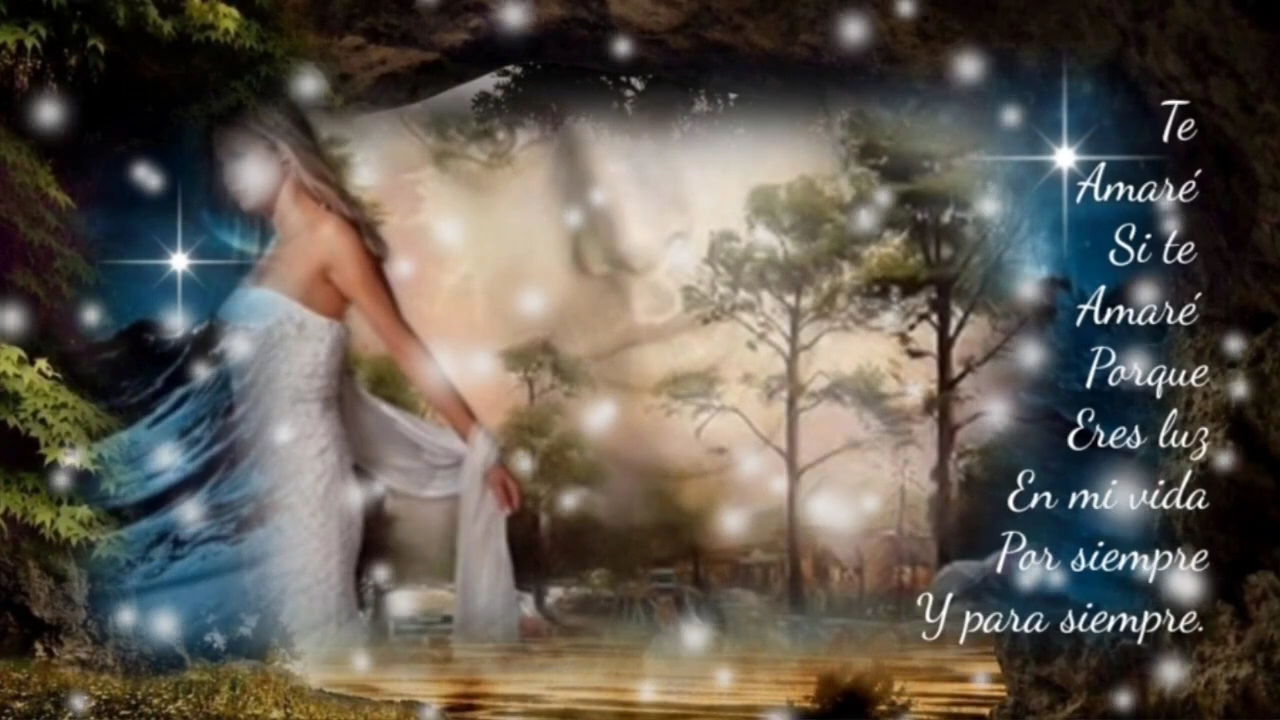 Te
Amaré
Si te
Amaré
Porque
Eres luz
En mi vida
Por siempre
Y para siempre.